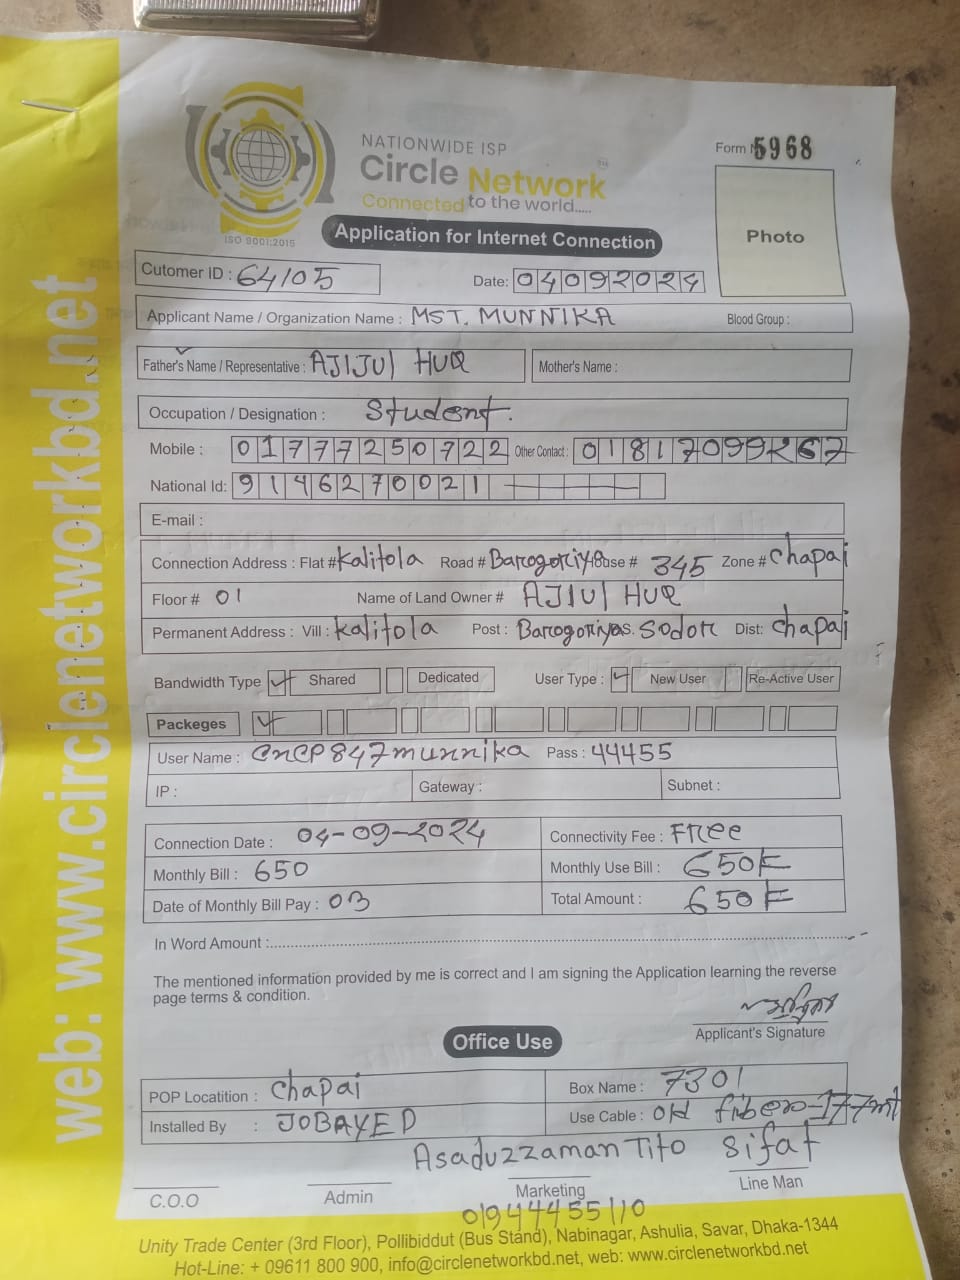 NATIONWIDE ISP
Circle Network
Connected to the world.....
ISO 9001:2015
Form 5968
Photo
Application for Internet Connection
Cutomer ID : 64105
Date: 04092024
Applicant Name / Organization Name : MST. MUNNIKA Blood Group :
Father's Name / Representative : AJIJUl HUQ Mother's Name :
Occupation / Designation : Student.
Mobile : 01777250722 Other Contact : 01817099267
National Id: 9146270021
E-mail :
Connection Address : Flat # Kalitola Road # Barogoriya # 345 Zone # chapai
Floor # 01 Name of Land Owner # AJIUl HUQ
Permanent Address : Vill : Kalitola Post : Barogoriya S. Sodor Dist: chapai
Bandwidth Type Shared Dedicated User Type : New User Re-Active User
Packeges
User Name : cncp847munnika Pass : 44455
IP : Gateway : Subnet :
Connection Date : 04-09-2024 Connectivity Fee : Free
Monthly Bill : 650 Monthly Use Bill : 650
Date of Monthly Bill Pay : 03 Total Amount : 650
In Word Amount :
The mentioned information provided by me is correct and I am signing the Application learning the reverse
page terms & condition.
Applicant's Signature
Office Use
POP Locatition : chapai Box Name : 7301
Installed By : JOBAYED Use Cable : old fiber-177mt
Asaduzzaman Tito Sifat
C.O.O Admin Marketing Line Man
01944455110
Unity Trade Center (3rd Floor), Pollibiddut (Bus Stand), Nabinagar, Ashulia, Savar, Dhaka-1344
Hot-Line: + 09611 800 900, info@circlenetworkbd.net, web: www.circlenetworkbd.net
web: www.circlenetworkbd.net